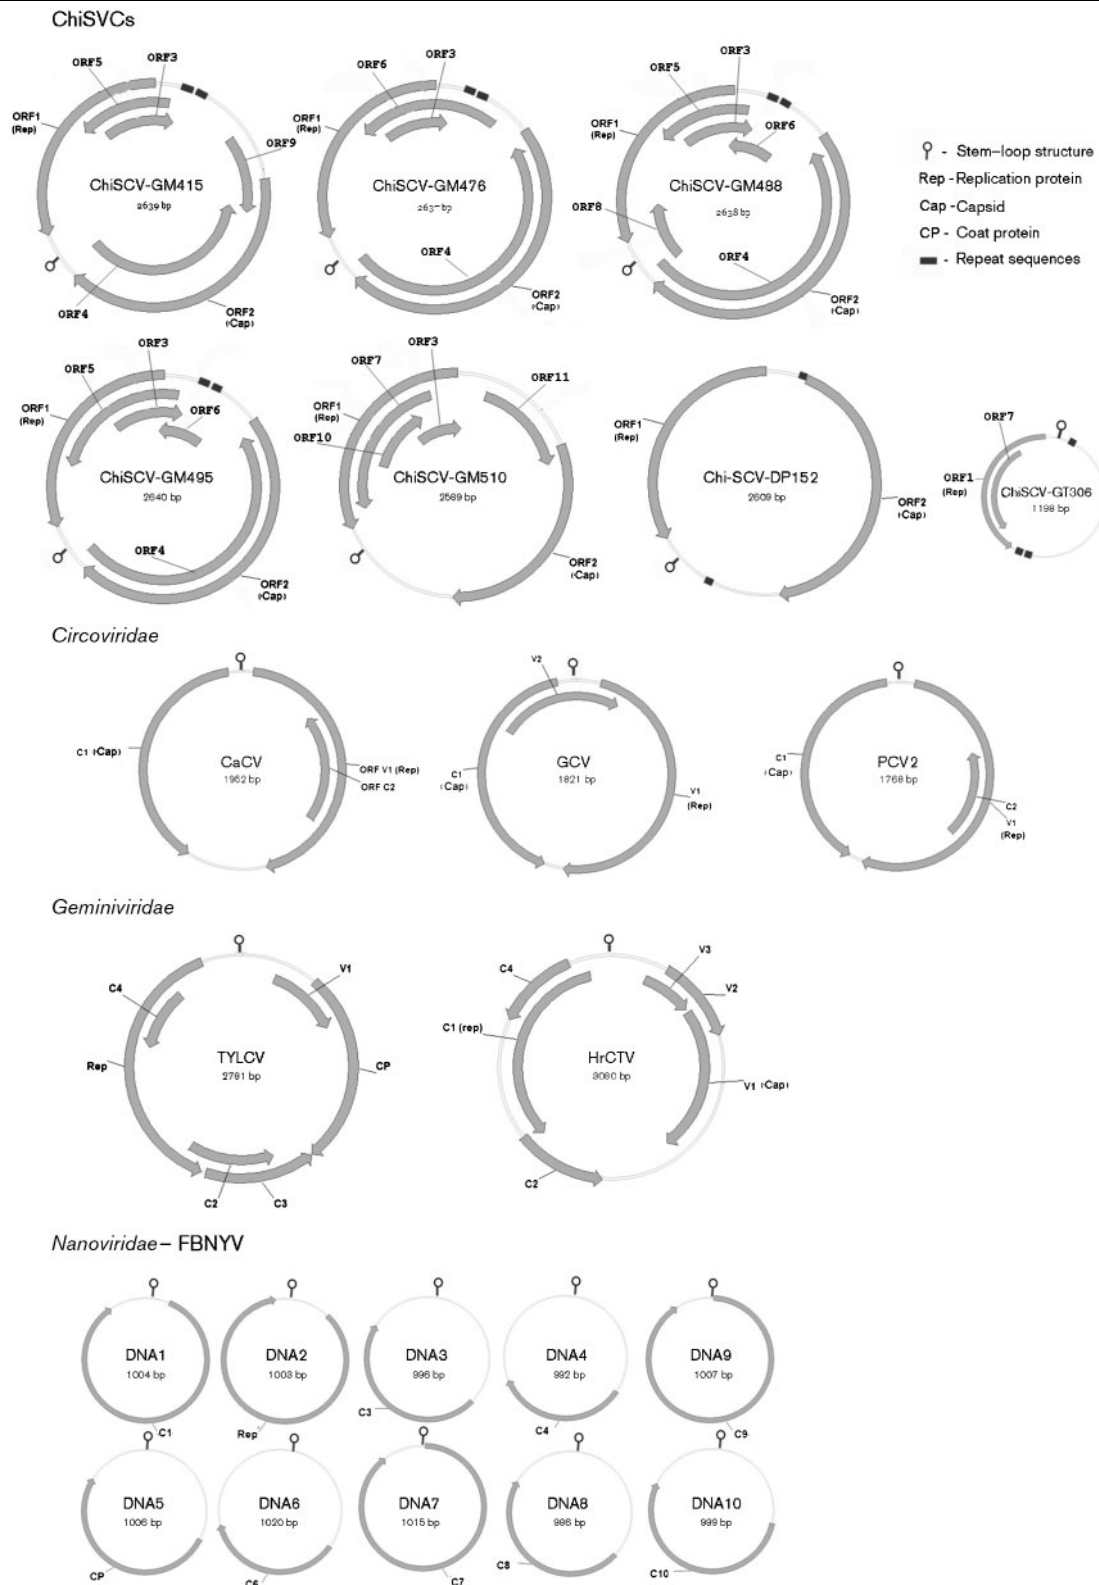 ChiSVCs
ORF5
ORF3
ORF1
(Rep)
ORF9
ChiSCV-GM415
2639 bp
ORF4
ORF2
(Cap)
ORF6
ORF3
ORF1
(Rep)
ChiSCV-GM476
263 bp
ORF4
ORF2
(Cap)
ORF5
ORF3
ORF1
(Rep)
ORF6
ChiSCV-GM488
2638 bp
ORF8
ORF4
ORF2
(Cap)
- Stem-loop structure
Rep - Replication protein
Cap - Capsid
CP - Coat protein
- Repeat sequences
ORF3
ORF5
ORF1
(Rep)
ORF6
ChiSCV-GM495
2640 bp
ORF4
ORF2
(Cap)
ORF3
ORF7
ORF11
ORF1
(Rep)
ORF10
ChiSCV-GM510
2589 bp
ORF2
(Cap)
ORF1
(Rep)
Chi-SCV-DP152
2609 bp
ORF2
(Cap)
ORF7
ORF1
(Rep)
ChiSCV-GT306
1198 bp
Circoviridae
C1 (Cap)
CaCV
1962 bp
ORF V1 (Rep)
ORF C2
V2
GCV
1821 bp
C1
(Cap)
V1
(Rep)
PCV2
1768 bp
C1
(Cap)
C2
V1
(Rep)
Geminiviridae
C4
V1
TYLCV
2781 bp
Rep
CP
C2
C3
V3
C4
V2
C1 (rep)
HrCTV
3080 bp
V1 (Cap)
C2
Nanoviridae - FBNYV
DNA1
1004 bp
C1
DNA2
1003 bp
Rep
DNA3
996 bp
C3
DNA4
992 bp
C4
DNA9
1007 bp
C9
DNA5
1006 bp
CP
DNA6
1020 bp
C6
DNA7
1015 bp
C7
DNA8
986 bp
C8
DNA10
999 bp
C10